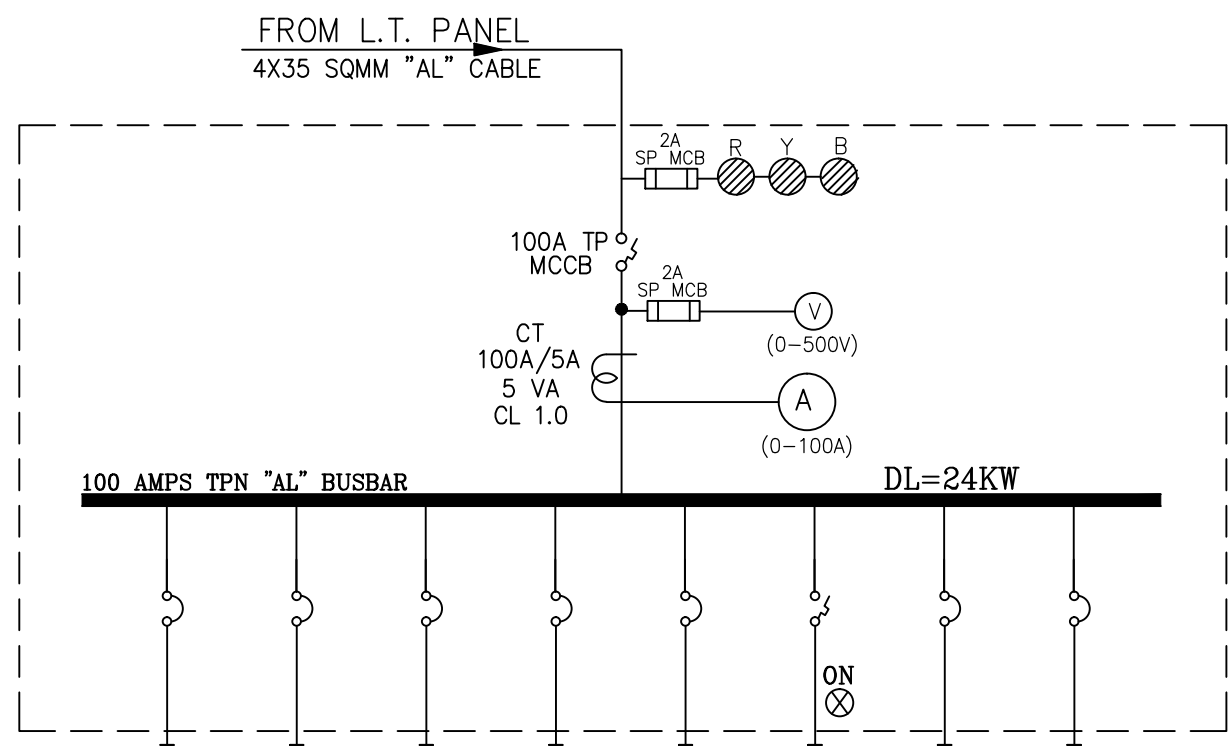 FROM L.T. PANEL
4X35 SQMM "AL" CABLE
2A
SP MCB
R Y B
100A TP
MCCB
2A
SP MCB
V
(0-500V)
CT
100A/5A
5 VA
CL 1.0
A
(0-100A)
100 AMPS TPN "AL" BUSBAR
DL=24KW
ON